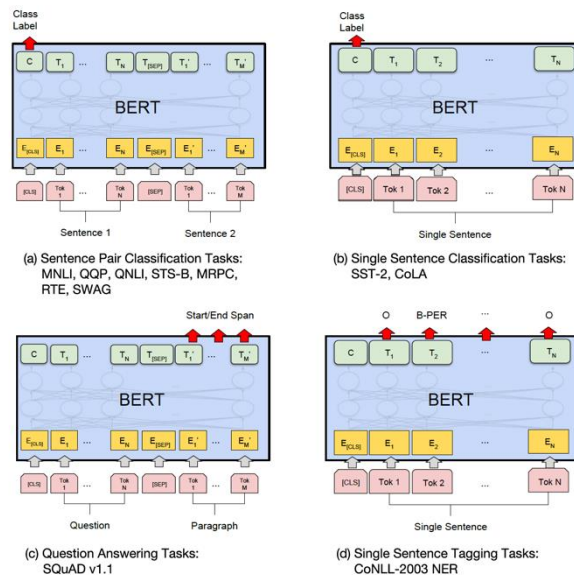 Class
Label
C T1 ... TN T[SEP] T1' ... TM'
BERT
E[CLS] E1 ... EN E[SEP] E1' ... EM'
[CLS] Tok 1 ... Tok N [SEP] Tok 1 ... Tok M
Sentence 1 Sentence 2
(a) Sentence Pair Classification Tasks:
MNLI, QQP, QNLI, STS-B, MRPC,
RTE, SWAG
Class
Label
C T1 T2 ... TN
BERT
E[CLS] E1 E2 EN
[CLS] Tok 1 Tok 2 ... Tok N
Single Sentence
(b) Single Sentence Classification Tasks:
SST-2, CoLA
Start/End Span
C T1 ... TN T[SEP] T1' ... TM'
BERT
E[CLS] E1 ... EN E[SEP] E1' ... EM'
[CLS] Tok 1 ... Tok N [SEP] Tok 1 ... Tok M
Question Paragraph
(c) Question Answering Tasks:
SQuAD v1.1
O B-PER ... O
C T1 T2 ... TN
BERT
E[CLS] E1 E2 ... EN
[CLS] Tok 1 Tok 2 ... Tok N
Single Sentence
(d) Single Sentence Tagging Tasks:
CoNLL-2003 NER